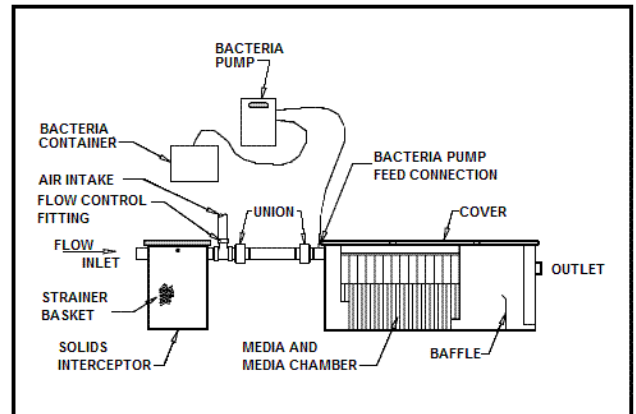 BACTERIA
PUMP
BACTERIA
CONTAINER
AIR INTAKE
FLOW CONTROL
FITTING
UNION
BACTERIA PUMP
FEED CONNECTION
COVER
FLOW
INLET
OUTLET
STRAINER
BASKET
SOLIDS
INTERCEPTOR
MEDIA AND
MEDIA CHAMBER
BAFFLE